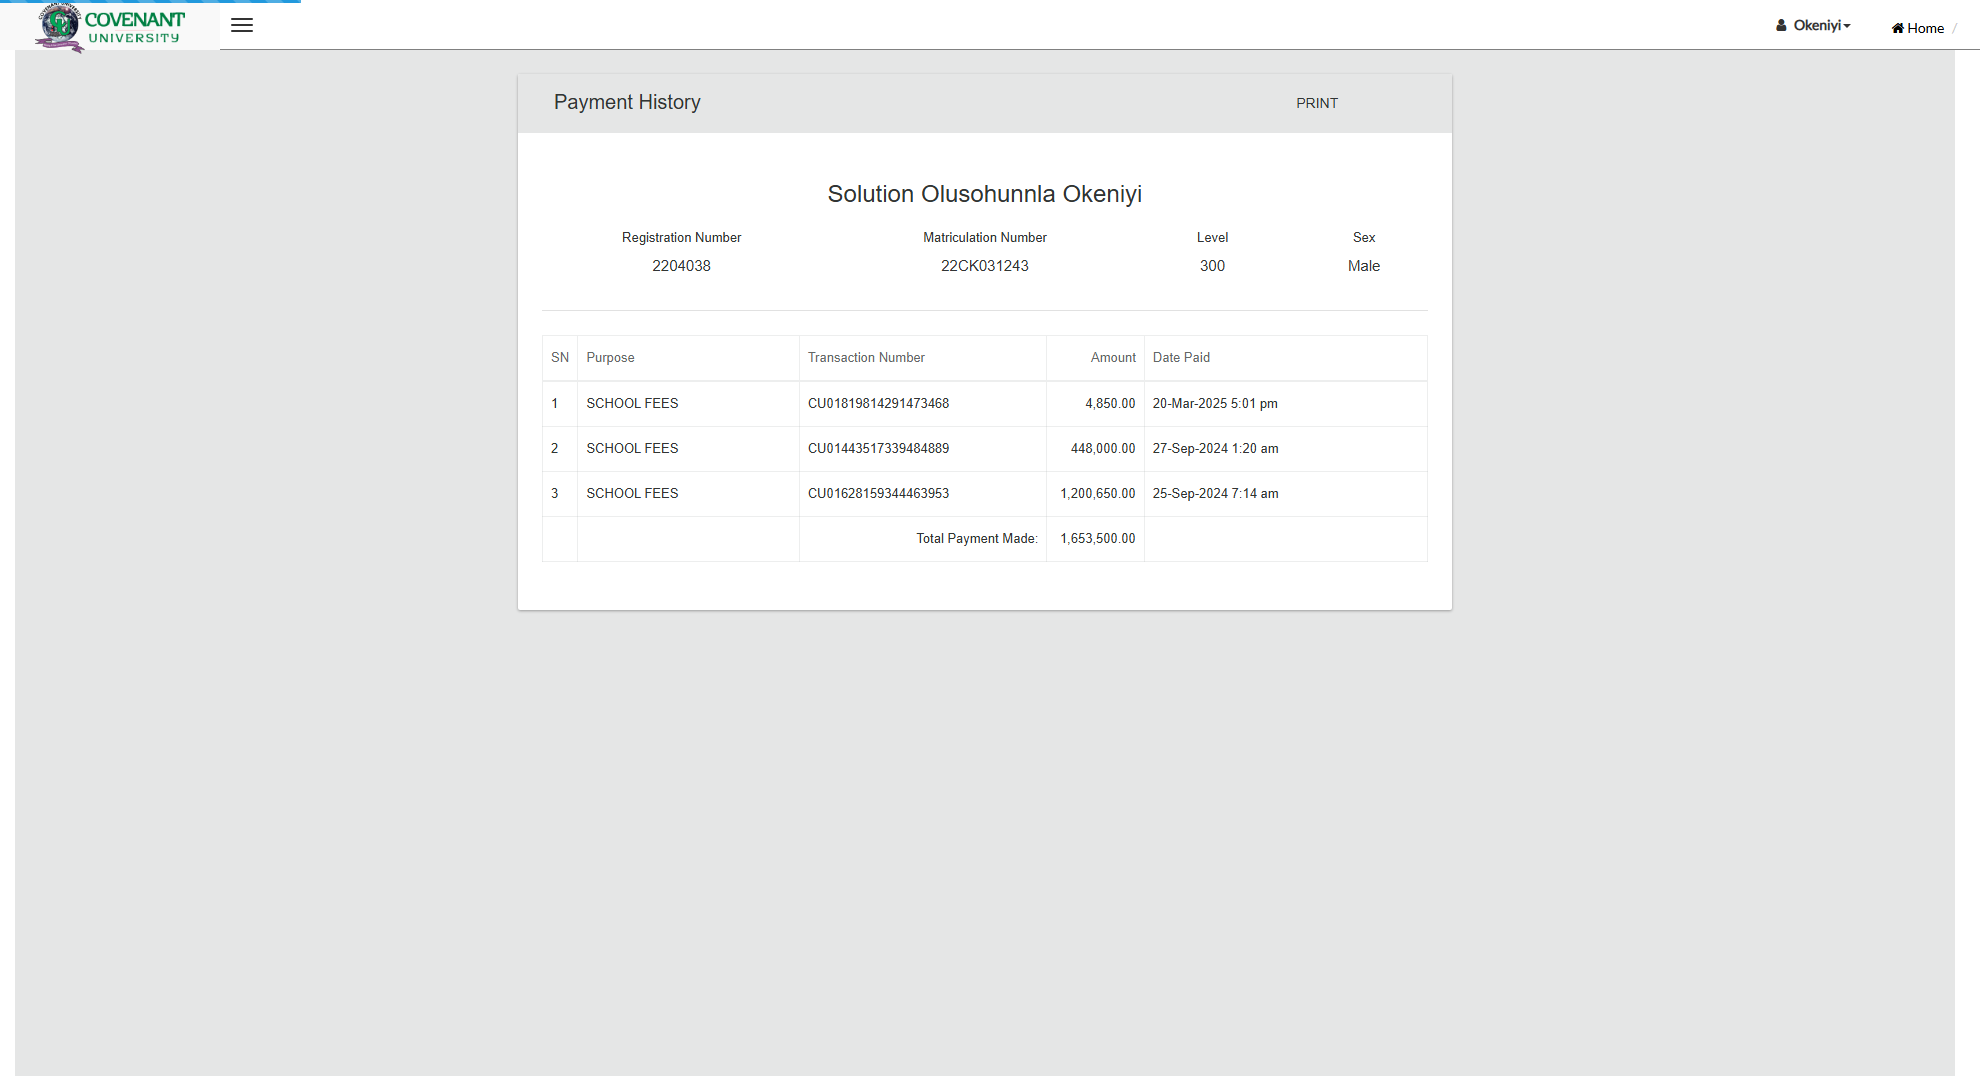 COVENANT
UNIVERSITY
Okeniyi
Home /
Payment History
PRINT
Solution Olusohunnla Okeniyi
Registration Number Matriculation Number Level Sex
2204038 22CK031243 300 Male
SN Purpose Transaction Number Amount Date Paid
1 SCHOOL FEES CU01819814291473468 4,850.00 20-Mar-2025 5:01 pm
2 SCHOOL FEES CU01443517339484889 448,000.00 27-Sep-2024 1:20 am
3 SCHOOL FEES CU01628159344463953 1,200,650.00 25-Sep-2024 7:14 am
Total Payment Made: 1,653,500.00